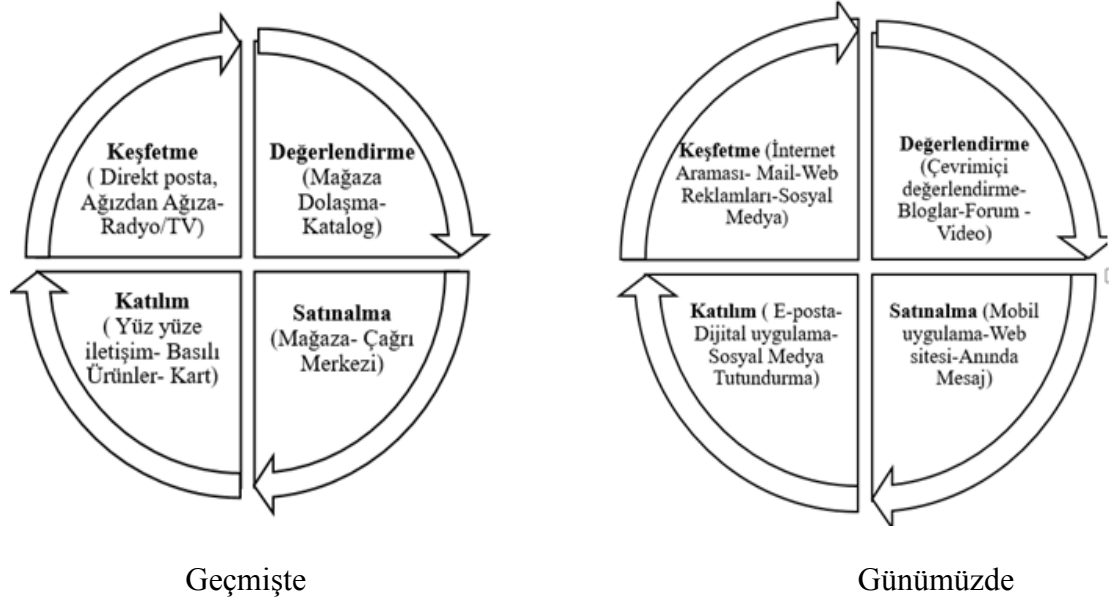 Keşfetme
( Direkt posta,
Ağızdan Ağıza-
Radyo/TV)
Değerlendirme
(Mağaza
Dolaşma-
Katalog)
Katılım
( Yüz yüze
iletişim- Basılı
Ürünler- Kart)
Satınalma
(Mağaza- Çağrı
Merkezi)
Geçmişte
Keşfetme (İnternet
Araması- Mail-Web
Reklamları-Sosyal
Medya)
Değerlendirme
(Çevrimiçi
değerlendirme-
Bloglar-Forum -
Video)
Katılım ( E-posta-
Dijital uygulama-
Sosyal Medya
Tutundurma)
Satınalma (Mobil
uygulama-Web
sitesi-Anında
Mesaj)
Günümüzde